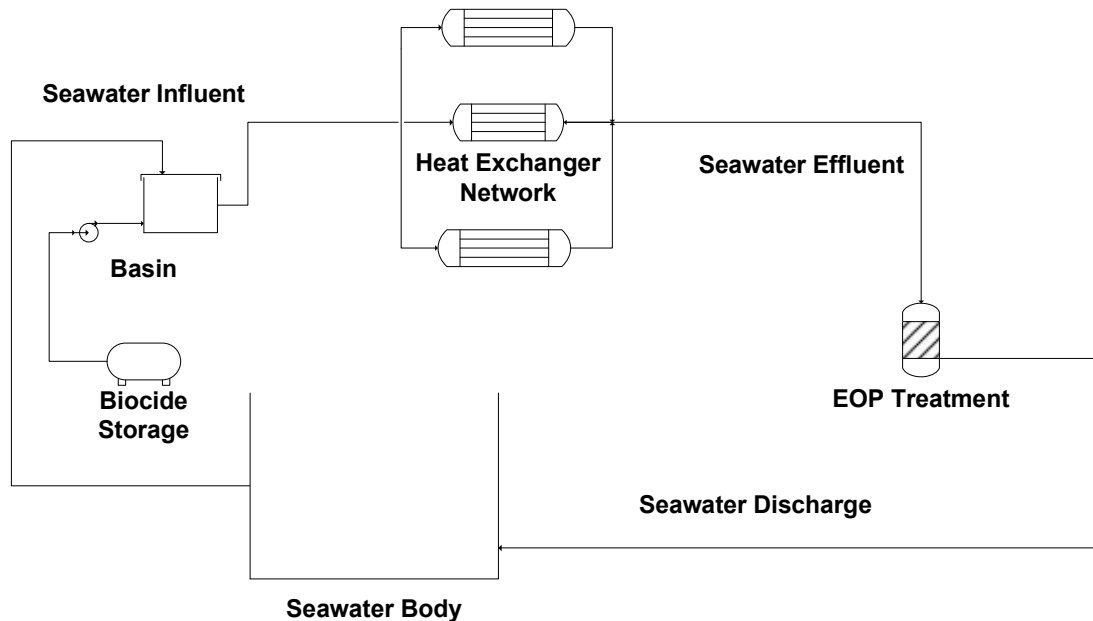 Seawater Influent
Heat Exchanger
Network
Seawater Effluent
Basin
Biocide
Storage
EOP Treatment
Seawater Discharge
Seawater Body